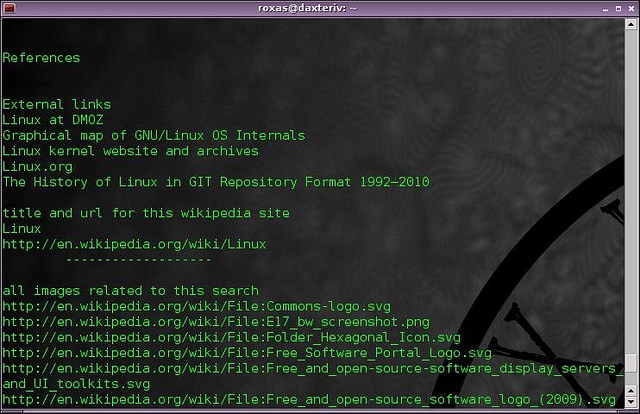 roxas@daxteriv: ~
References
External links
Linux at DMOZ
Graphical map of GNU/Linux OS Internals
Linux kernel website and archives
Linux.org
The History of Linux in GIT Repository Format 1992–2010
title and url for this wikipedia site
Linux
http://en.wikipedia.org/wiki/Linux
-------------------
all images related to this search
http://en.wikipedia.org/wiki/File:Commons-logo.svg
http://en.wikipedia.org/wiki/File:E17_bw_screenshot.png
http://en.wikipedia.org/wiki/File:Folder_Hexagonal_Icon.svg
http://en.wikipedia.org/wiki/File:Free_Software_Portal_Logo.svg
http://en.wikipedia.org/wiki/File:Free_and_open-source-software_display_servers_
and_UI_toolkits.svg
http://en.wikipedia.org/wiki/File:Free_and_open-source_software_logo_(2009).svg